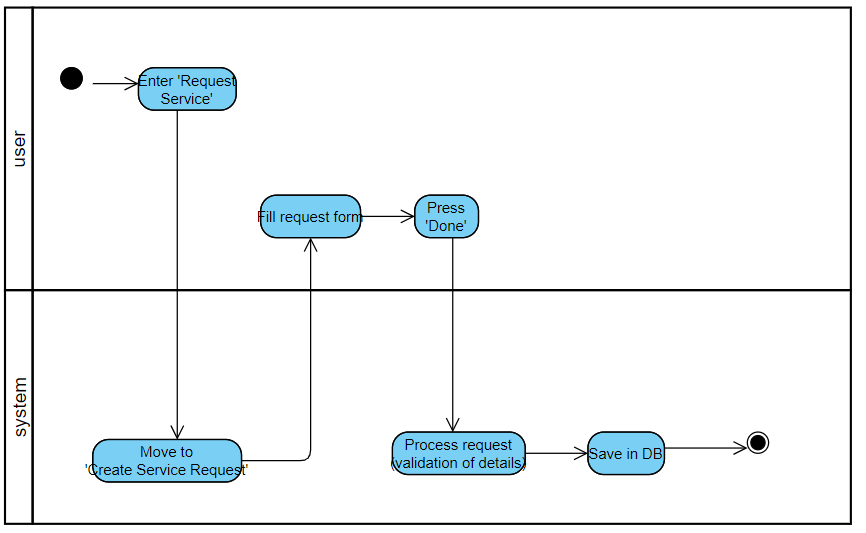 user
Enter 'Request
Service'
Fill request form
Press
'Done'
system
Move to
'Create Service Request'
Process request
(validation of details)
Save in DB